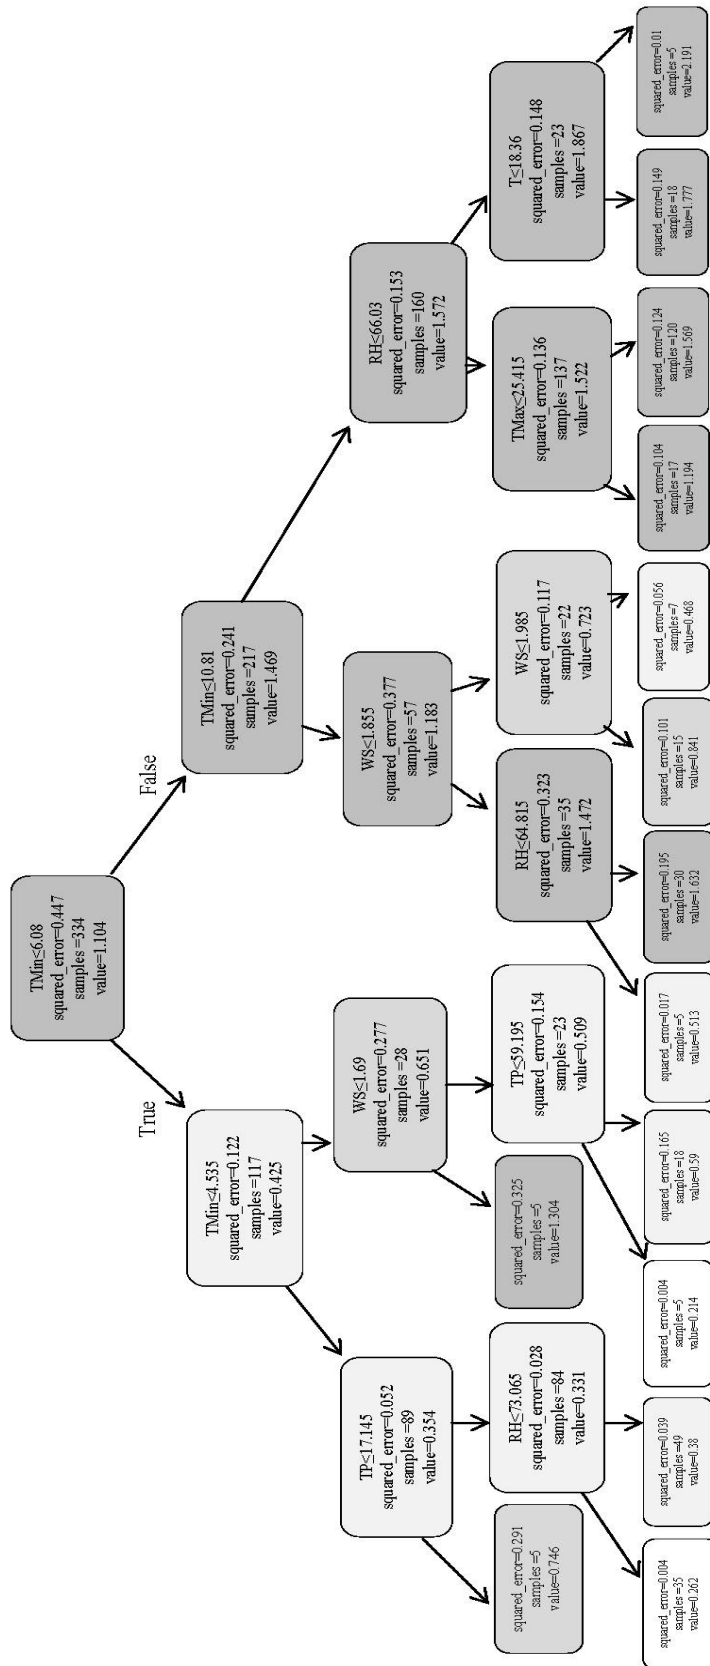 TMin≤6.08
squared_error=0.447
samples =334
value=1.104
True
False
TMin≤4.535
squared_error=0.122
samples =117
value=0.425
TMin≤10.81
squared_error=0.241
samples =217
value=1.469
TP≤17.145
squared_error=0.052
samples =89
value=0.354
WS≤1.69
squared_error=0.277
samples =28
value=0.651
WS≤1.855
squared_error=0.377
samples =57
value=1.183
RH≤66.03
squared_error=0.153
samples =160
value=1.572
squared_error=0.291
samples =5
value=0.746
RH≤73.065
squared_error=0.028
samples =84
value=0.331
squared_error=0.325
samples =5
value=1.304
TP≤59.195
squared_error=0.154
samples =23
value=0.509
RH≤64.815
squared_error=0.323
samples =35
value=1.472
WS≤1.985
squared_error=0.117
samples =22
value=0.723
TMax≤25.415
squared_error=0.136
samples =137
value=1.522
T≤18.36
squared_error=0.148
samples =23
value=1.867
squared_error=0.004
samples =35
value=0.262
squared_error=0.039
samples =49
value=0.38
squared_error=0.004
samples =5
value=0.214
squared_error=0.165
samples =18
value=0.59
squared_error=0.017
samples =5
value=0.513
squared_error=0.195
samples =30
value=1.632
squared_error=0.101
samples =15
value=0.841
squared_error=0.056
samples =7
value=0.468
squared_error=0.104
samples =17
value=1.194
squared_error=0.124
samples =120
value=1.569
squared_error=0.149
samples =18
value=1.777
squared_error=0.01
samples =5
value=2.191